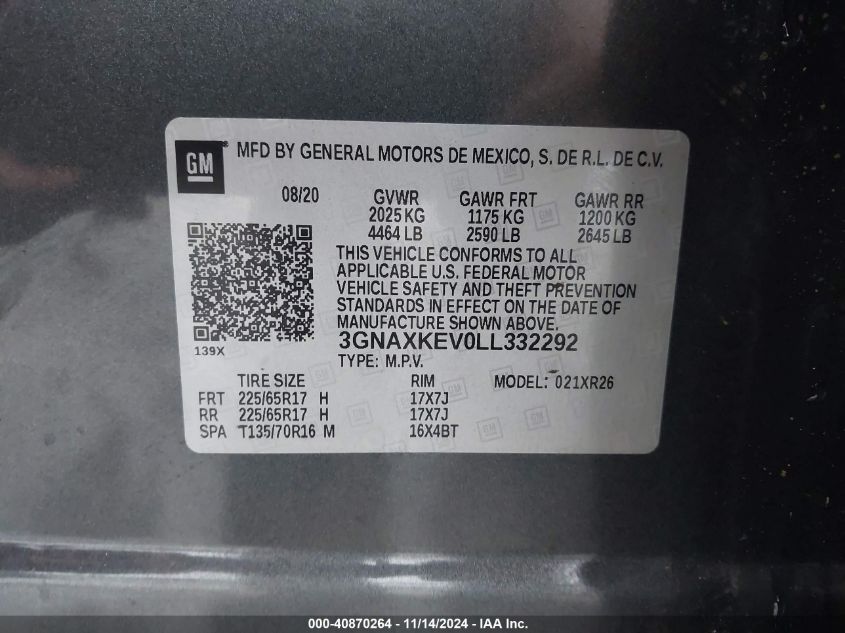 GM
MFD BY GENERAL MOTORS DE MEXICO, S. DE R.L. DE C.V.
08/20 GVWR GAWR FRT GAWR RR
2025 KG 1175 KG 1200 KG
4464 LB 2590 LB 2645 LB
THIS VEHICLE CONFORMS TO ALL
APPLICABLE U.S. FEDERAL MOTOR
VEHICLE SAFETY AND THEFT PREVENTION
STANDARDS IN EFFECT ON THE DATE OF
MANUFACTURE SHOWN ABOVE.
139X
3GNAXKEV0LL332292
TYPE: M.P.V.
TIRE SIZE RIM MODEL: 021XR26
FRT 225/65R17 H 17X7J
RR 225/65R17 H 17X7J
SPA T135/70R16 M 16X4BT
000-40870264 - 11/14/2024 - IAA Inc.